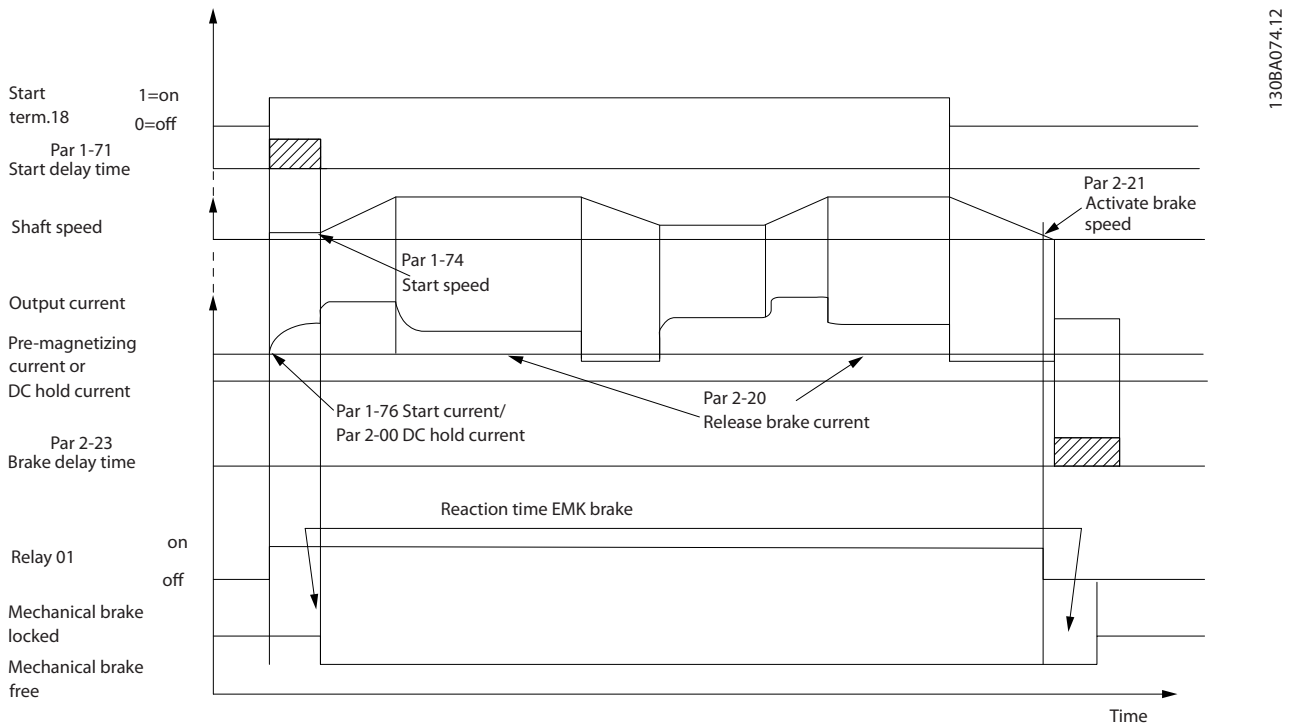 130BA074.12
Start
term.18
1=on
0=off
Par 1-71
Start delay time
Shaft speed
Par 2-21
Activate brake
speed
Par 1-74
Start speed
Output current
Pre-magnetizing
current or
DC hold current
Par 1-76 Start current/
Par 2-00 DC hold current
Par 2-20
Release brake current
Par 2-23
Brake delay time
Reaction time EMK brake
Relay 01
on
off
Mechanical brake
locked
Mechanical brake
free
Time